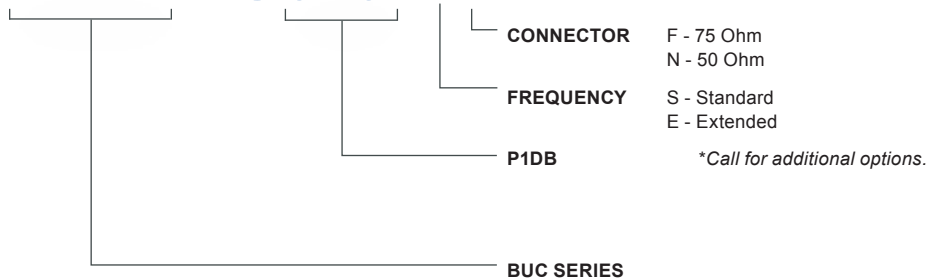 CONNECTOR F - 75 Ohm
N - 50 Ohm
FREQUENCY S - Standard
E - Extended
P1DB *Call for additional options.
BUC SERIES